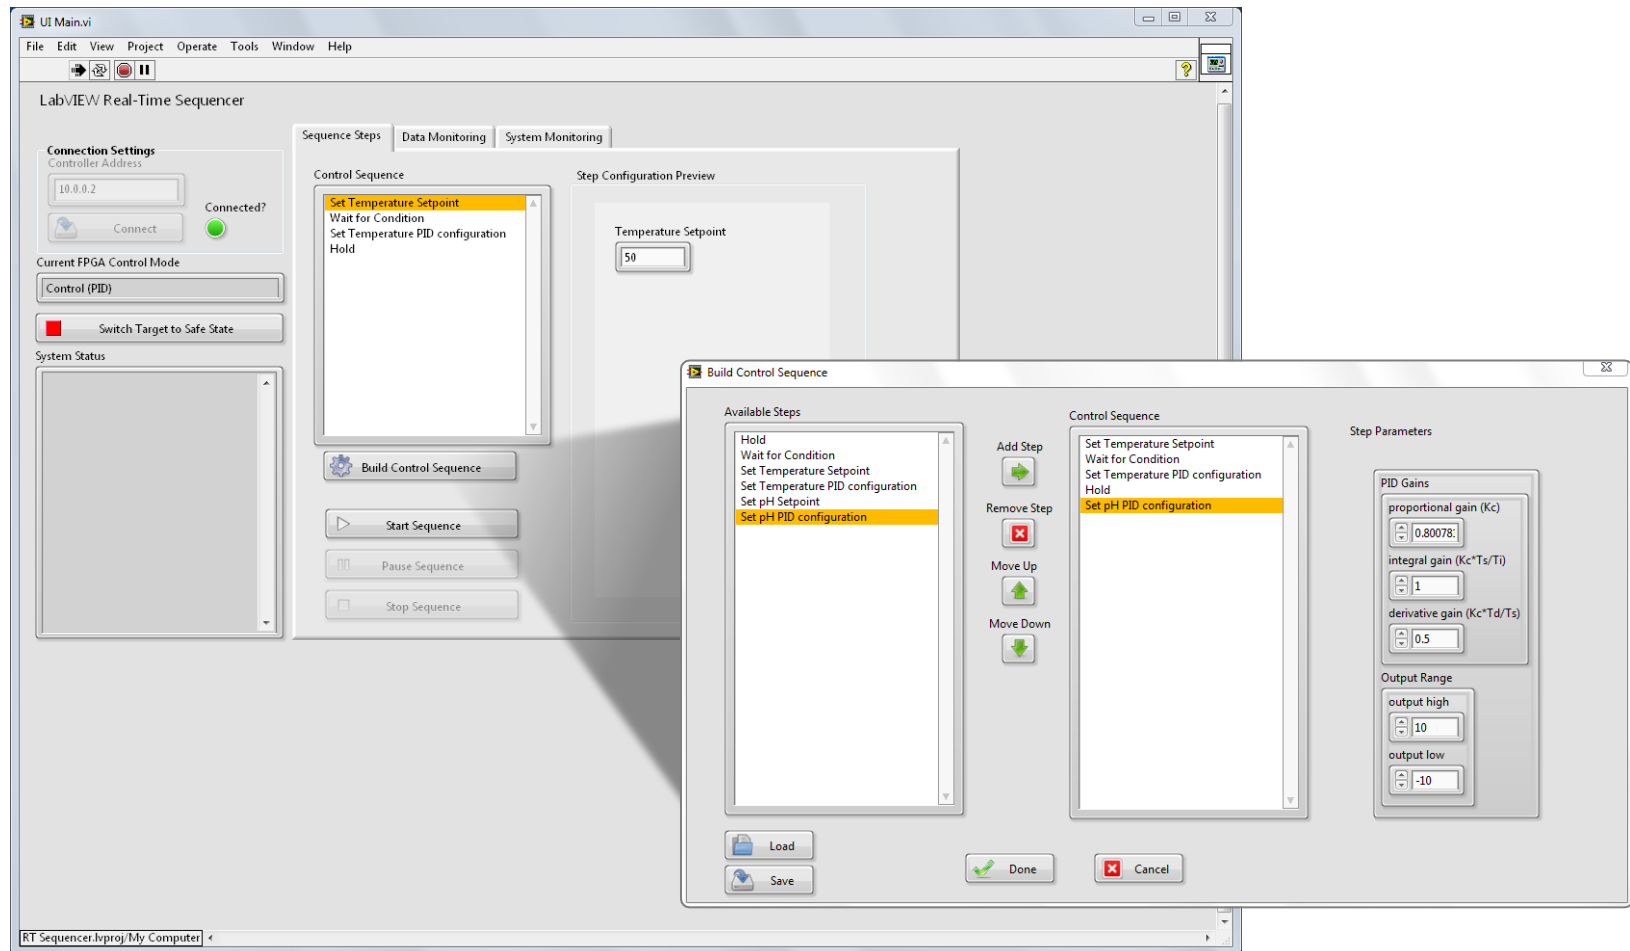 UI Main.vi
File Edit View Project Operate Tools Window Help
LabVIEW Real-Time Sequencer
Connection Settings
Controller Address
10.0.0.2
Connected?
Connect
Current FPGA Control Mode
Control (PID)
Switch Target to Safe State
System Status
Sequence Steps
Data Monitoring
System Monitoring
Control Sequence
Set Temperature Setpoint
Wait for Condition
Set Temperature PID configuration
Hold
Build Control Sequence
Start Sequence
Pause Sequence
Stop Sequence
Step Configuration Preview
Temperature Setpoint
50
Build Control Sequence
Available Steps
Hold
Wait for Condition
Set Temperature Setpoint
Set Temperature PID configuration
Set pH Setpoint
Set pH PID configuration
Load
Save
Add Step
Remove Step
Move Up
Move Down
Control Sequence
Set Temperature Setpoint
Wait for Condition
Set Temperature PID configuration
Hold
Set pH PID configuration
Done
Cancel
Step Parameters
PID Gains
proportional gain (Kc)
0.80078
integral gain (Kc*Ts/Ti)
1
derivative gain (Kc*Td/Ts)
0.5
Output Range
output high
10
output low
-10
RT Sequencer.lvproj/My Computer